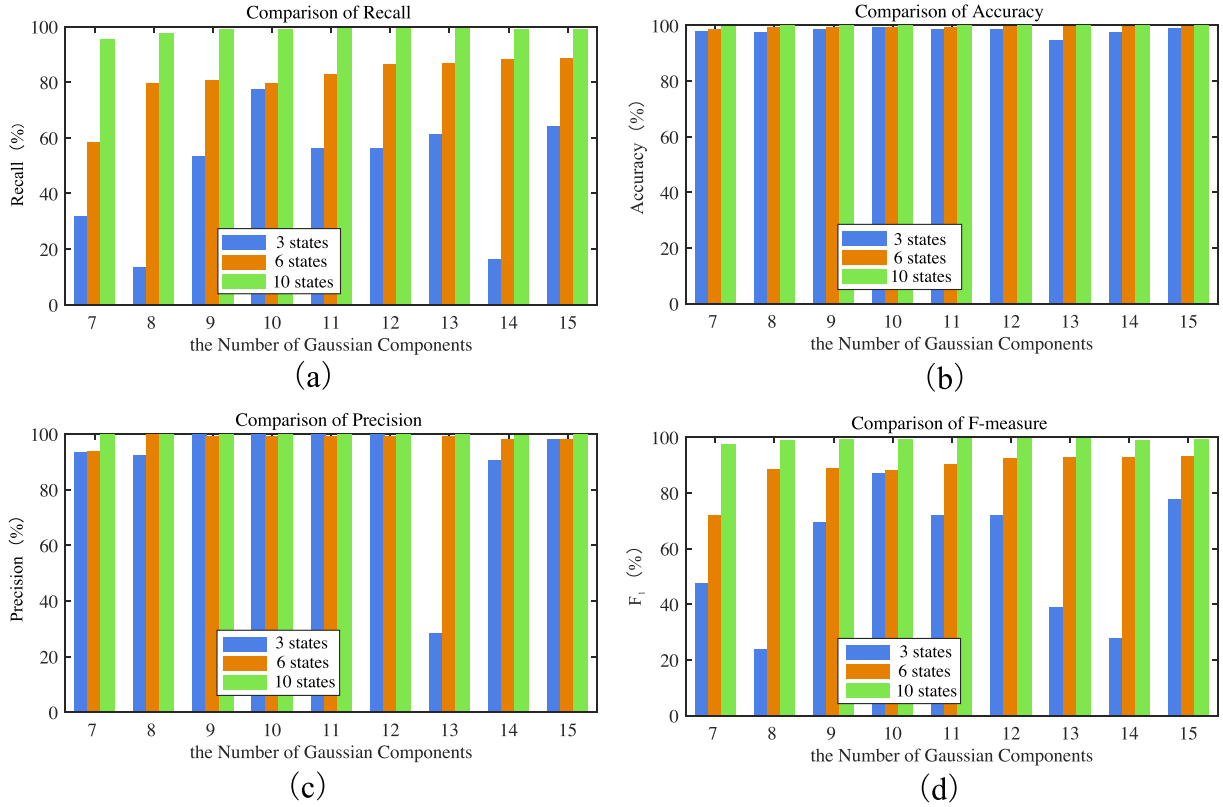 Comparison of Recall
Recall (%)
100
80
60
40
20
0
3 states
6 states
10 states
7 8 9 10 11 12 13 14 15
the Number of Gaussian Components
(a)
Comparison of Accuracy
Accuracy (%)
100
80
60
40
20
0
3 states
6 states
10 states
7 8 9 10 11 12 13 14 15
the Number of Gaussian Components
(b)
Comparison of Precision
Precision (%)
100
80
60
40
20
0
3 states
6 states
10 states
7 8 9 10 11 12 13 14 15
the Number of Gaussian Components
(c)
Comparison of F-measure
F₁ (%)
100
80
60
40
20
0
3 states
6 states
10 states
7 8 9 10 11 12 13 14 15
the Number of Gaussian Components
(d)